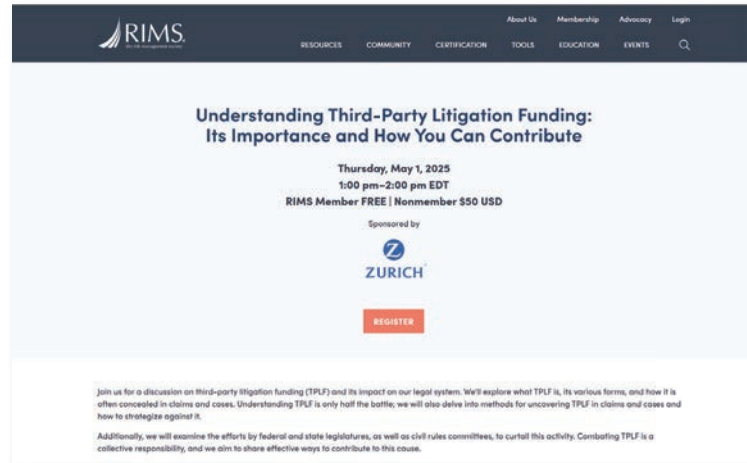 About Us Membership Advocacy Login
RIMS
the risk management society
RESOURCES COMMUNITY CERTIFICATION TOOLS EDUCATION EVENTS
Understanding Third-Party Litigation Funding:
Its Importance and How You Can Contribute
Thursday, May 1, 2025
1:00 pm–2:00 pm EDT
RIMS Member FREE | Nonmember $50 USD
Sponsored by
Z
ZURICH
REGISTER
Join us for a discussion on third-party litigation funding (TPLF) and its impact on our legal system. We'll explore what TPLF is, its various forms, and how it is
often concealed in claims and cases. Understanding TPLF is only half the battle; we will also delve into methods for uncovering TPLF in claims and cases and
how to strategize against it.
Additionally, we will examine the efforts by federal and state legislatures, as well as civil rules committees, to curtail this activity. Combating TPLF is a
collective responsibility, and we aim to share effective ways to contribute to this cause.